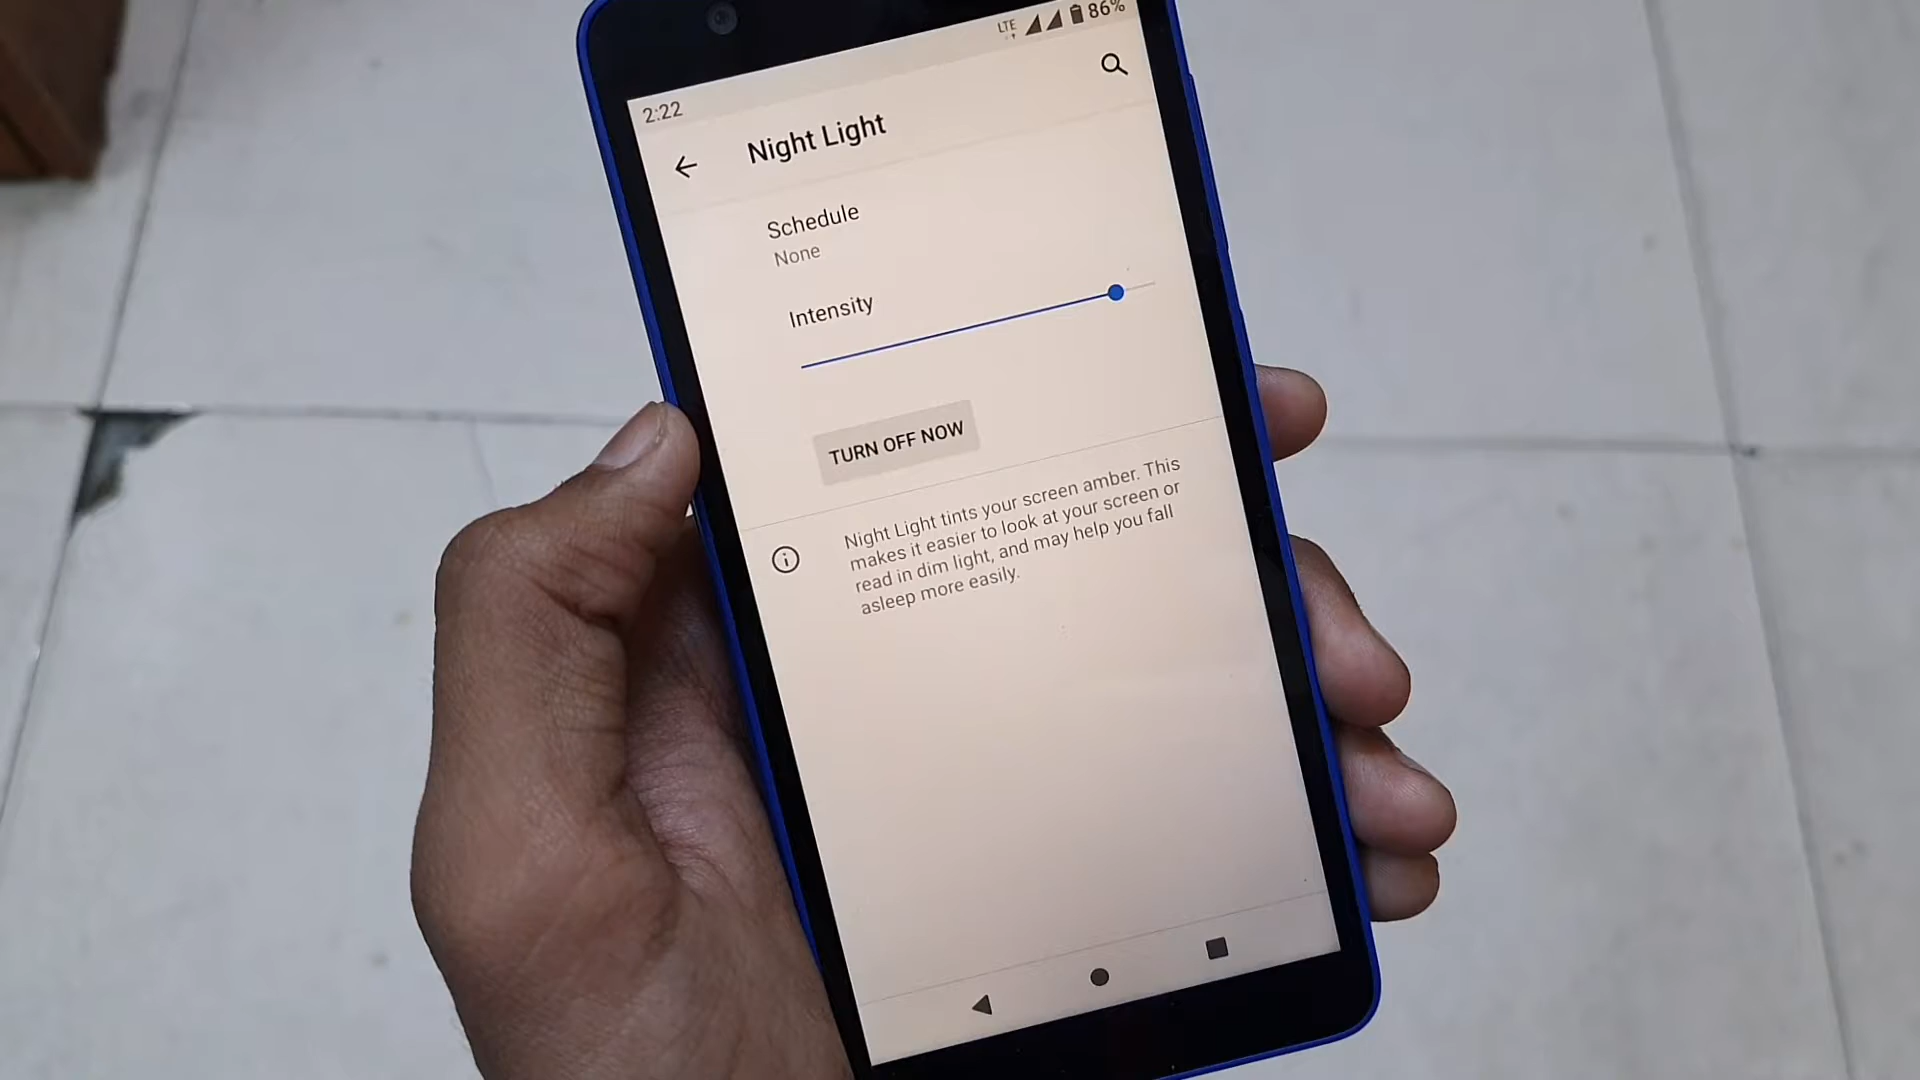 LTE 86%
2:22
Night Light
Schedule
None
Intensity
TURN OFF NOW
Night Light tints your screen amber. This
makes it easier to look at your screen or
read in dim light, and may help you fall
asleep more easily.